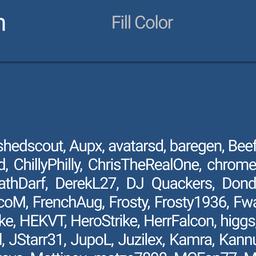 Fill Color
shedscout, Aupx, avatarsd, baregen, Beef
d, ChillyPhilly, ChrisTheRealOne, chrome
athDarf, DerekL27, DJ Quackers, Dond
coM, FrenchAug, Frosty, Frosty1936, Fwa
ke, HEKVT, HeroStrike, HerrFalcon, higgs
l, JStarr31, JupoL, Juzilex, Kamra, Kannu